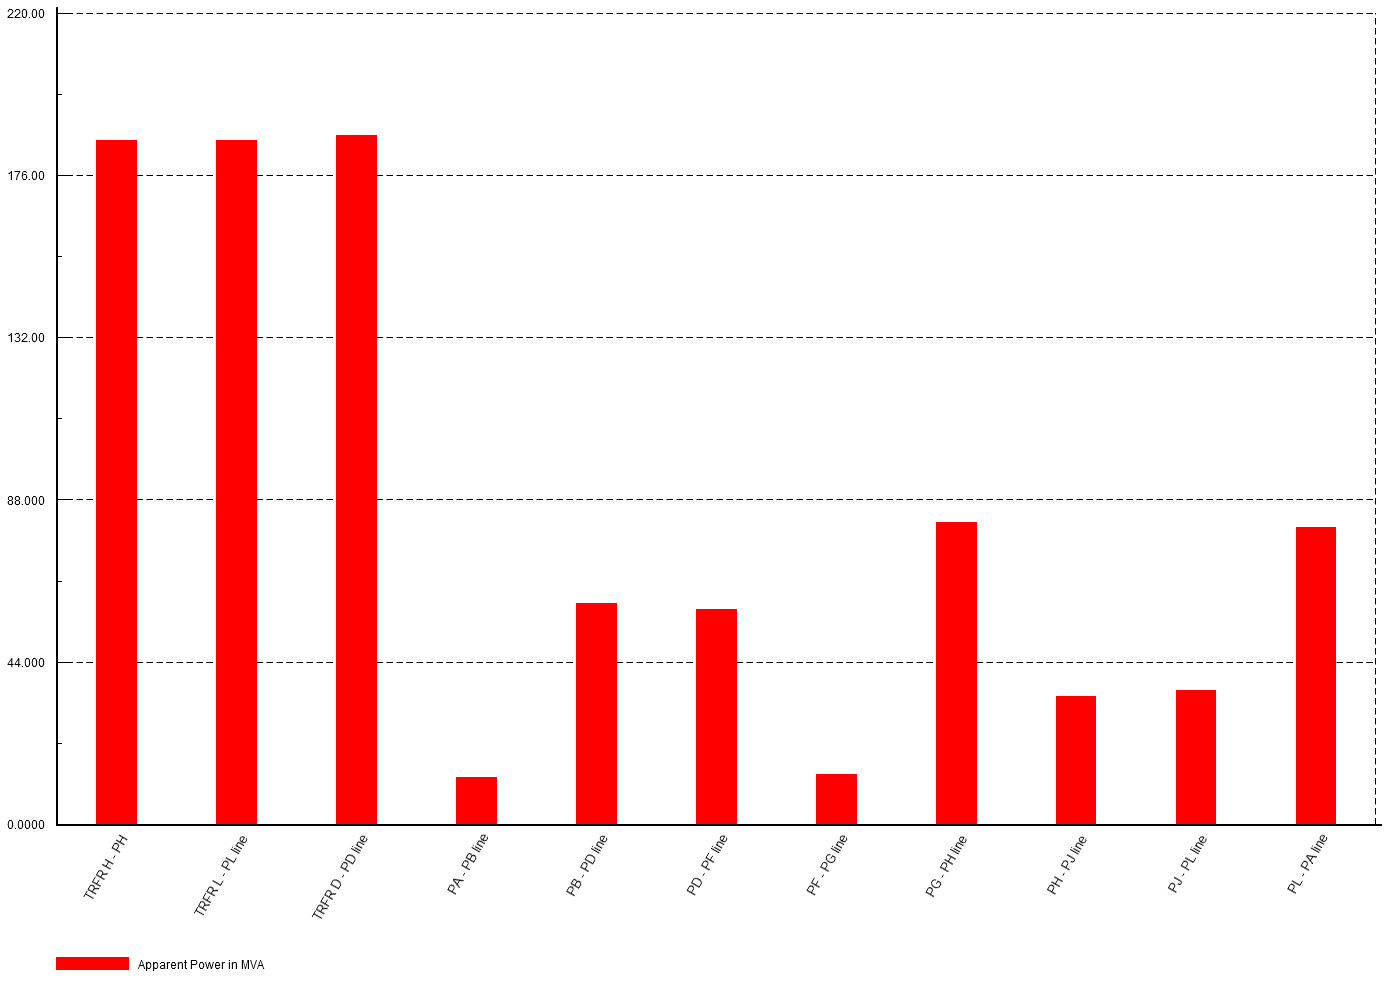 220.00
176.00
132.00
88.000
44.000
0.0000
TRFR H - PH
TRFR L - PL line
TRFR D - PD line
PA - PB line
PB - PD line
PD - PF line
PF - PG line
PG - PH line
PH - PJ line
PJ - PL line
PL - PA line
Apparent Power in MVA